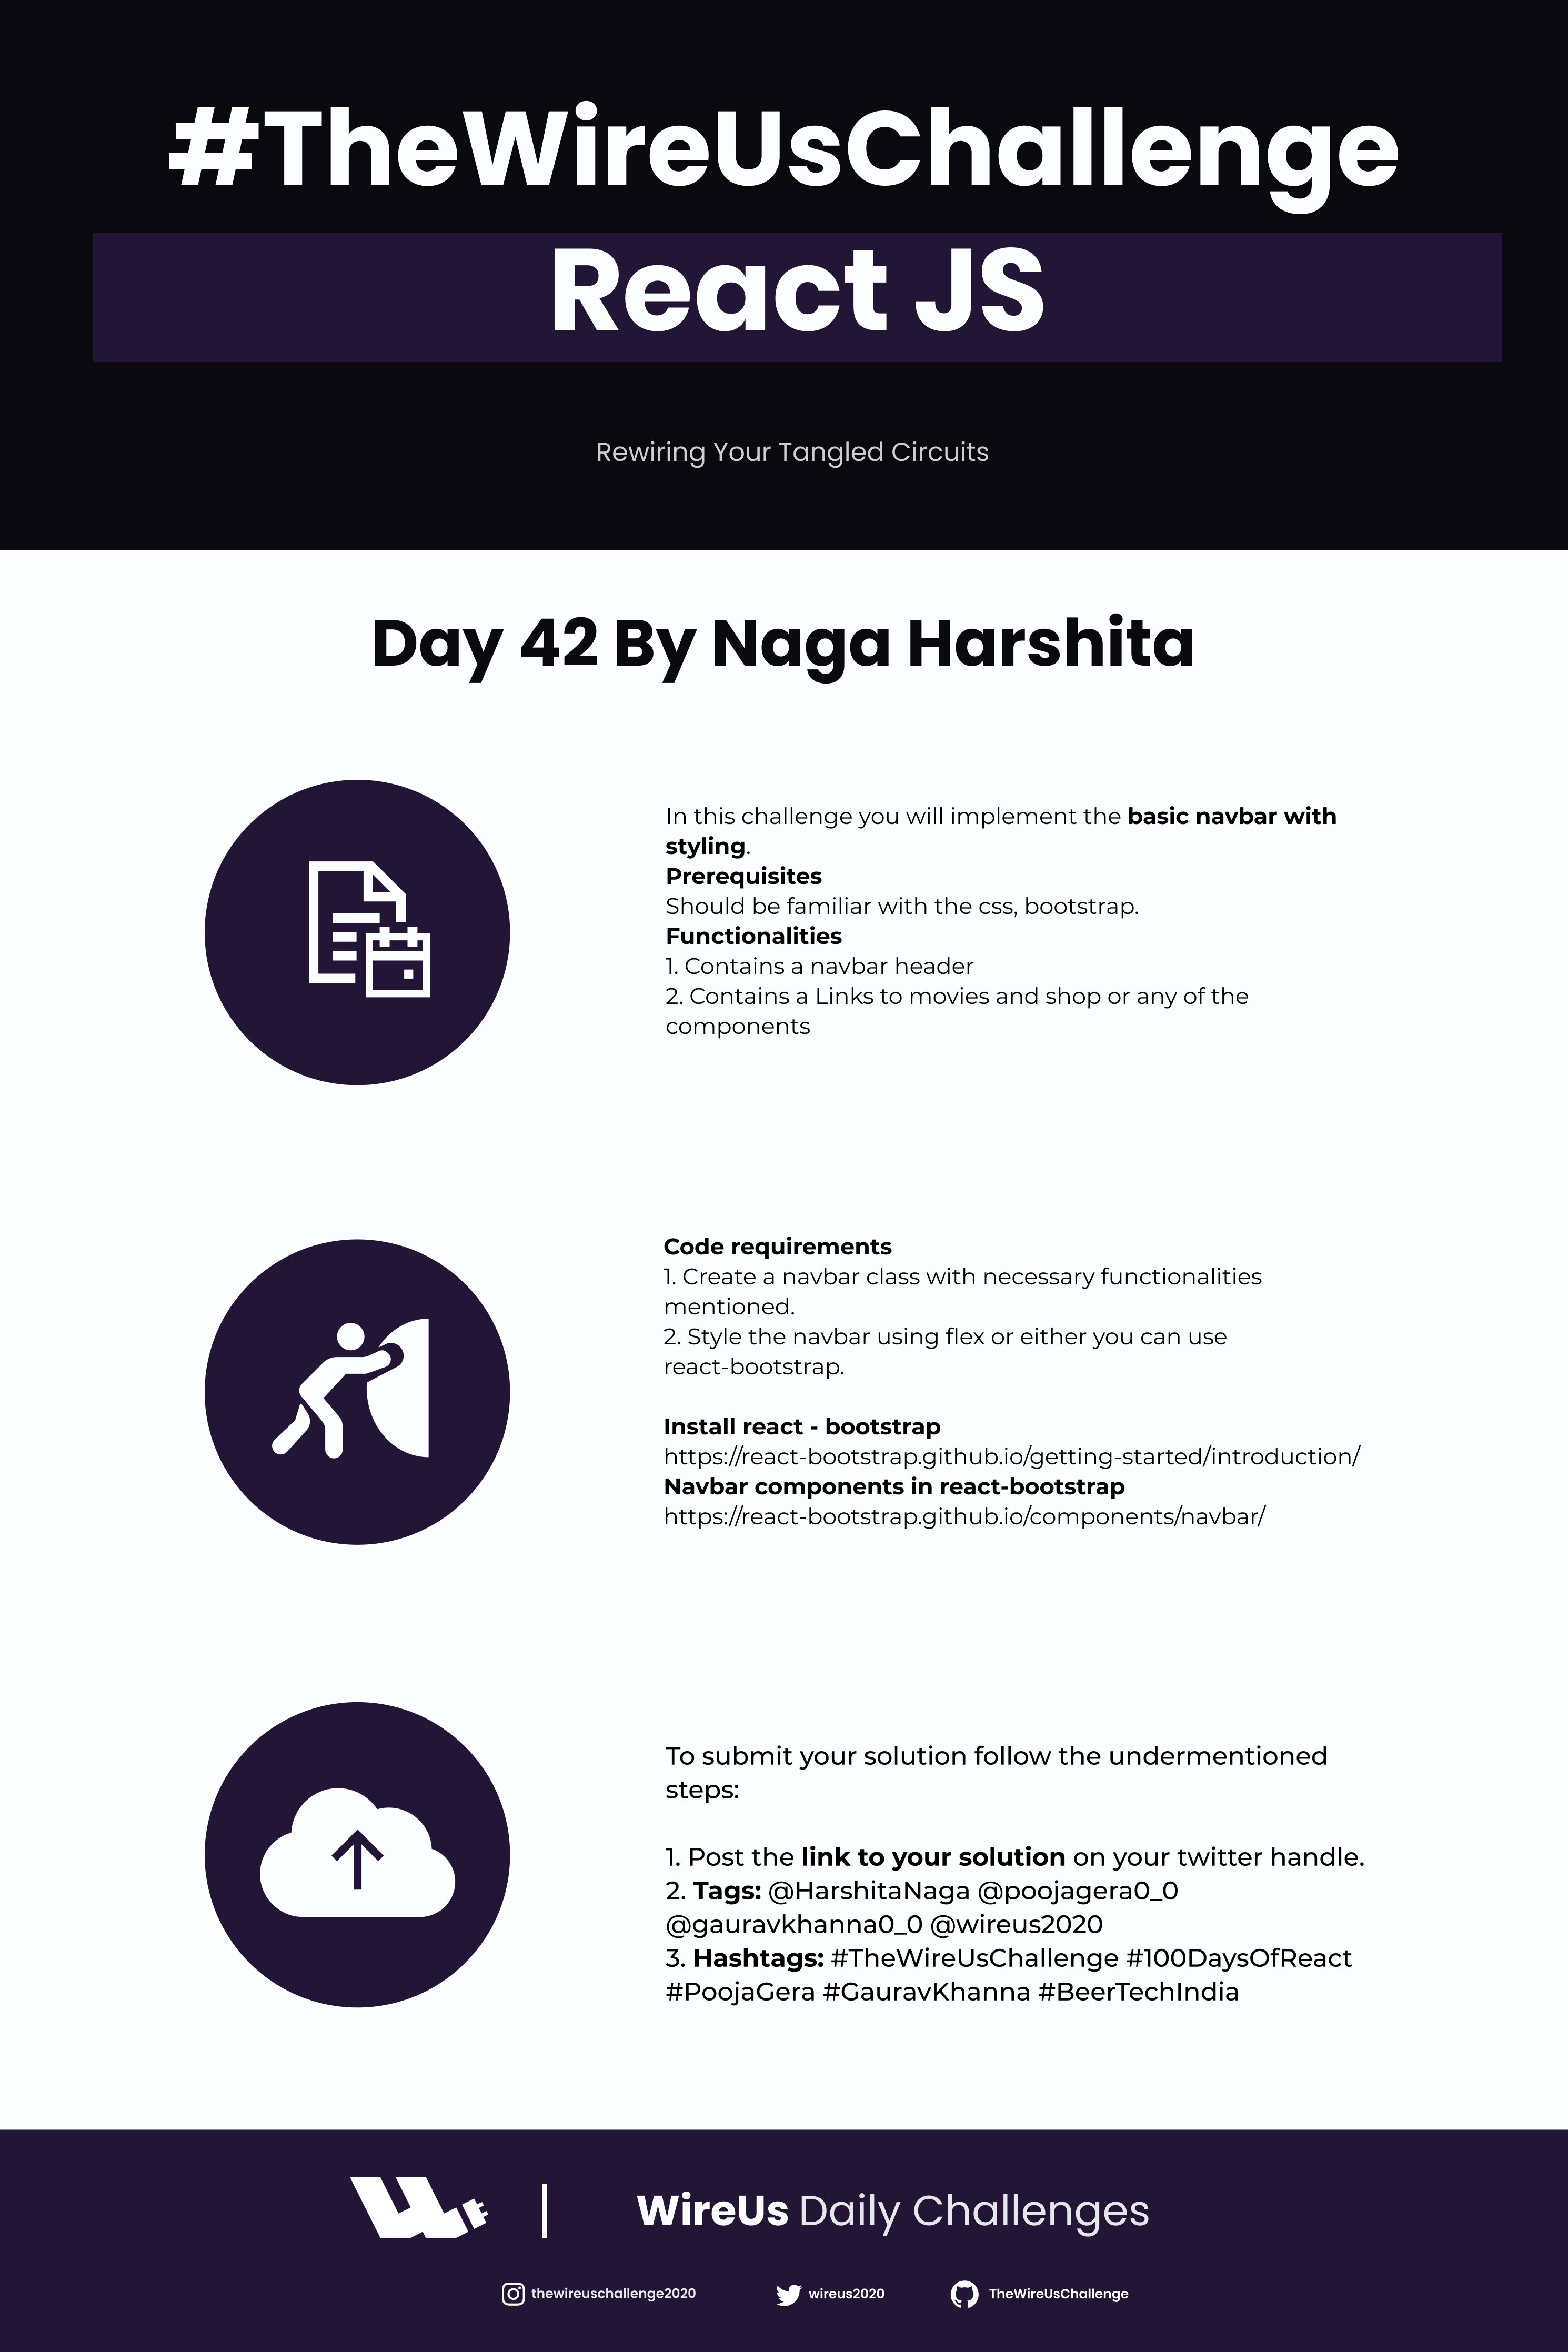 #TheWireUsChallenge
React JS
Rewiring Your Tangled Circuits
Day 42 By Naga Harshita
In this challenge you will implement the basic navbar with
styling.
Prerequisites
Should be familiar with the css, bootstrap.
Functionalities
1. Contains a navbar header
2. Contains a Links to movies and shop or any of the
components
Code requirements
1. Create a navbar class with necessary functionalities
mentioned.
2. Style the navbar using flex or either you can use
react-bootstrap.
Install react - bootstrap
https://react-bootstrap.github.io/getting-started/introduction/
Navbar components in react-bootstrap
https://react-bootstrap.github.io/components/navbar/
To submit your solution follow the undermentioned
steps:
1. Post the link to your solution on your twitter handle.
2. Tags: @HarshitaNaga @poojagera0_0
@gauravkhanna0_0 @wireus2020
3. Hashtags: #TheWireUsChallenge #100DaysOfReact
#PoojaGera #GauravKhanna #BeerTechIndia
WireUs Daily Challenges
thewireuschallenge2020 wireus2020 TheWireUsChallenge